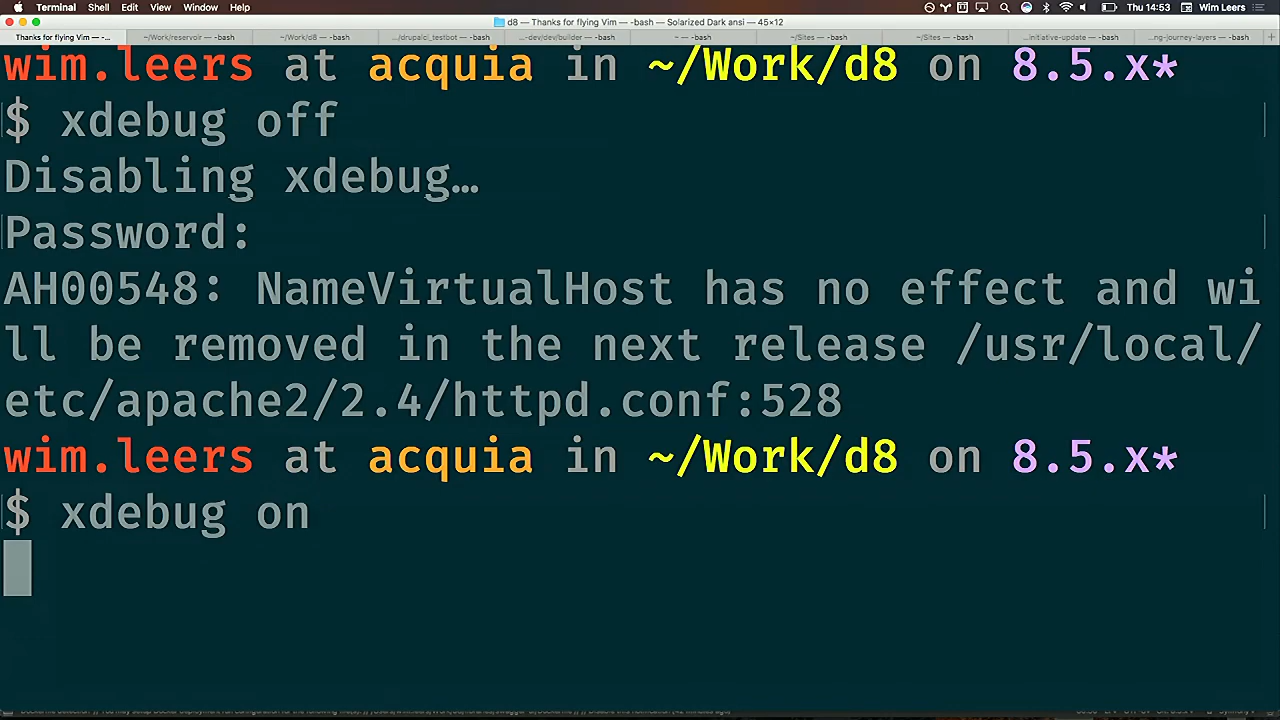 Terminal Shell Edit View Window Help Thu 14:53 Wim Leers
d8 — Thanks for flying Vim — -bash — Solarized Dark ansi — 45×12
Thanks for flying Vim — -... ~/Work/reservoir — -bash ~/Work/d8 — -bash .../drupalci_testbot — -bash ...-dev/dev/builder — -bash ~ — -bash ~/Sites — -bash ~/Sites — -bash ...initiative-update — -bash ...ng-journey-layers — -bash
wim.leers at acquia in ~/Work/d8 on 8.5.x*
$ xdebug off
Disabling xdebug…
Password:
AH00548: NameVirtualHost has no effect and wi
ll be removed in the next release /usr/local/
etc/apache2/2.4/httpd.conf:528
wim.leers at acquia in ~/Work/d8 on 8.5.x*
$ xdebug on